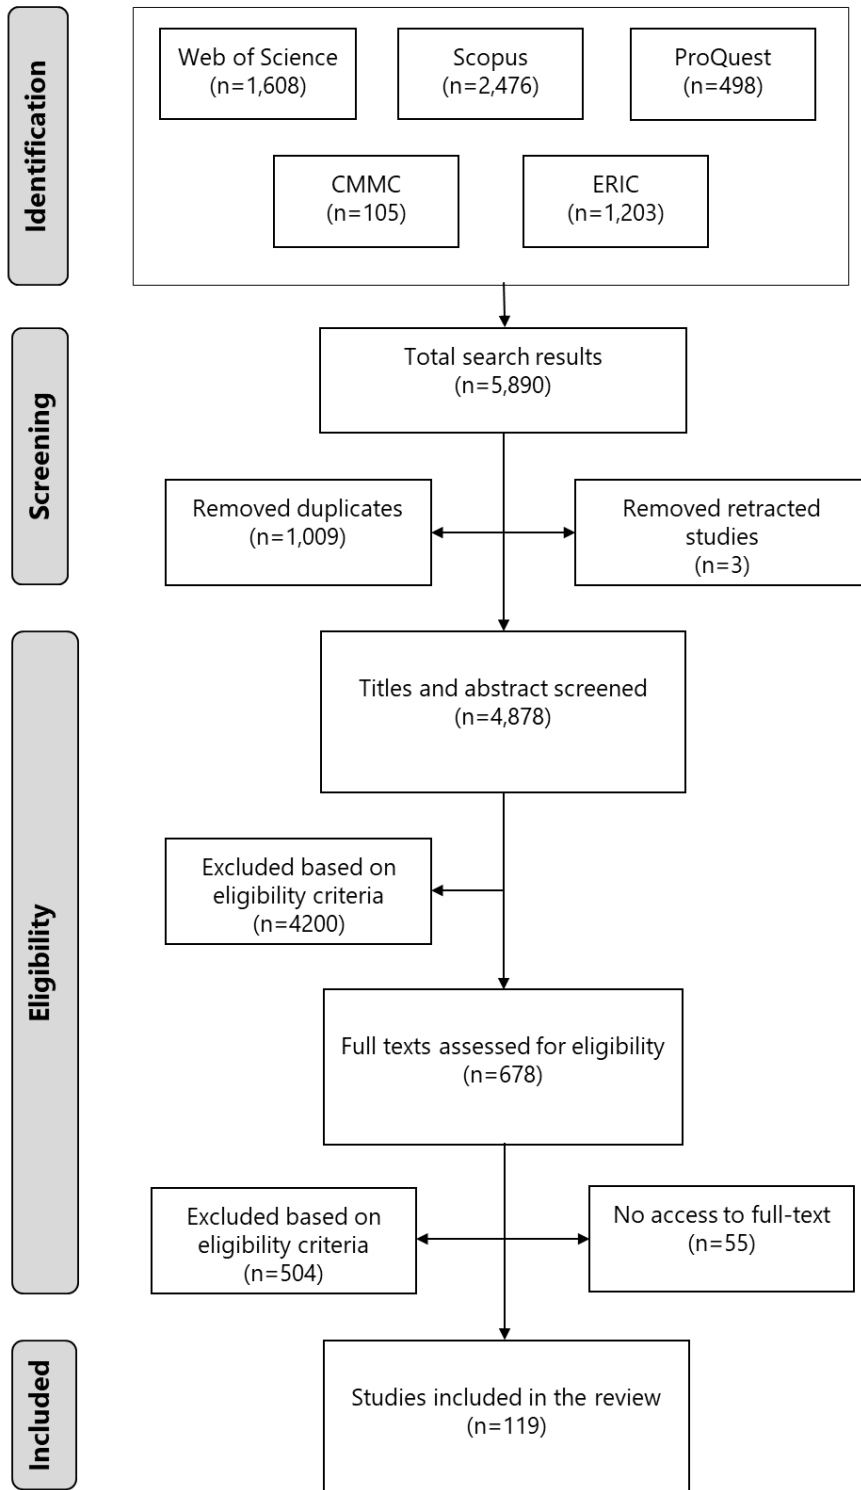 Identification
Web of Science
(n=1,608)
Scopus
(n=2,476)
ProQuest
(n=498)
CMMC
(n=105)
ERIC
(n=1,203)
Screening
Total search results
(n=5,890)
Removed duplicates
(n=1,009)
Removed retracted
studies
(n=3)
Eligibility
Titles and abstract screened
(n=4,878)
Excluded based on
eligibility criteria
(n=4200)
Full texts assessed for eligibility
(n=678)
Excluded based on
eligibility criteria
(n=504)
No access to full-text
(n=55)
Included
Studies included in the review
(n=119)